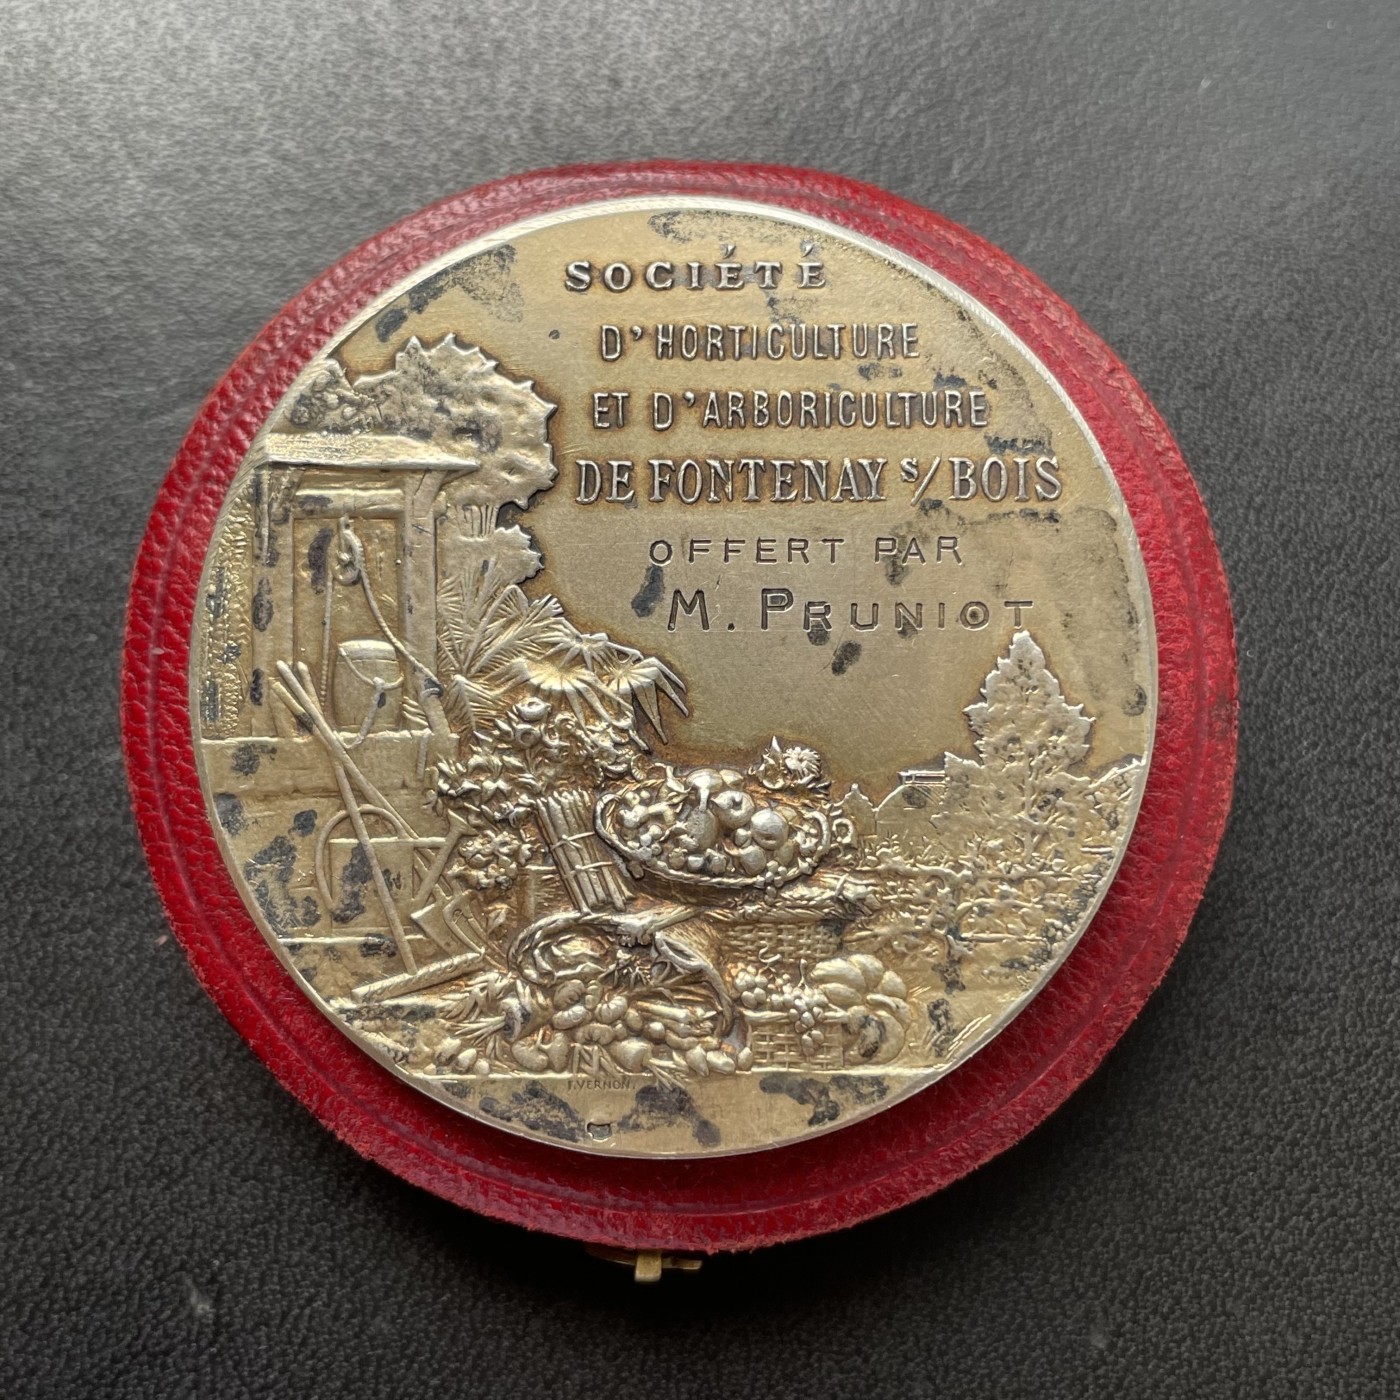 SOCIÉTÉ
D'HORTICULTURE
ET D'ARBORICULTURE
DE FONTENAY S/BOIS
OFFERT PAR
M. PRUNIOT
F. VERNON.